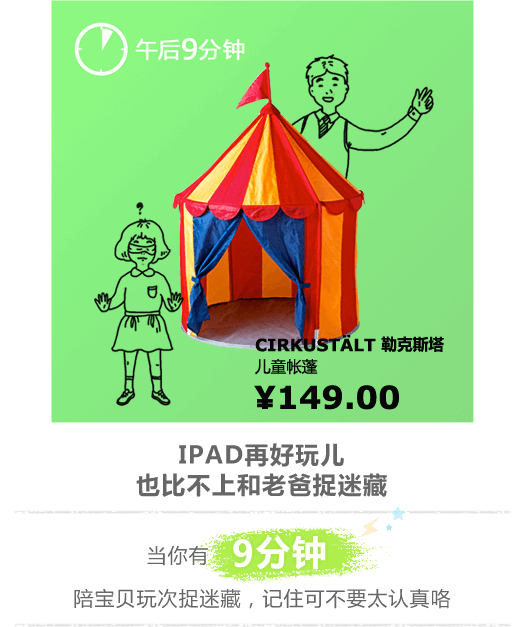 午后9分钟
?
CIRKUSTÄLT 勒克斯塔
儿童帐蓬
¥149.00
IPAD再好玩儿
也比不上和老爸捉迷藏
当你有 9分钟
陪宝贝玩次捉迷藏，记住可不要太认真咯